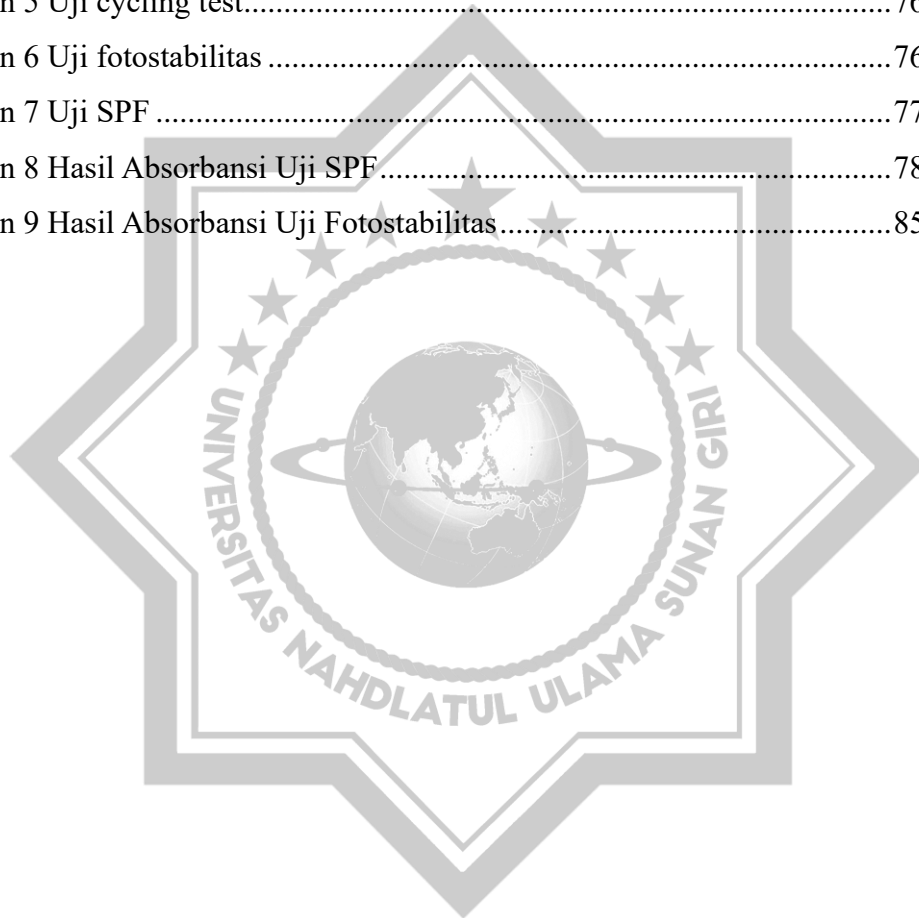 n 5 Uji cycling test............................................................................76
n 6 Uji fotostabilitas............................................................................76
n 7 Uji SPF............................................................................77
n 8 Hasil Absorbansi Uji SPF............................................................................78
n 9 Hasil Absorbansi Uji Fotostabilitas............................................................................85
UNIVERSITAS NAHDLATUL ULAMA SUNAN GIRI